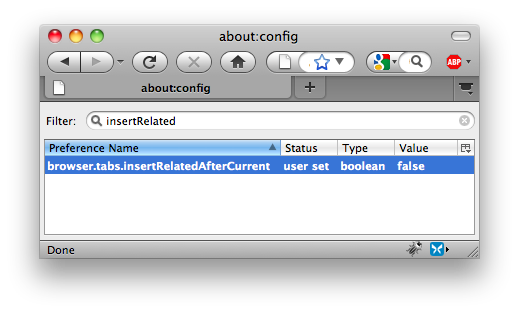 about:config
ABP
about:config
Filter: insertRelated
Preference Name Status Type Value
browser.tabs.insertRelatedAfterCurrent user set boolean false
Done